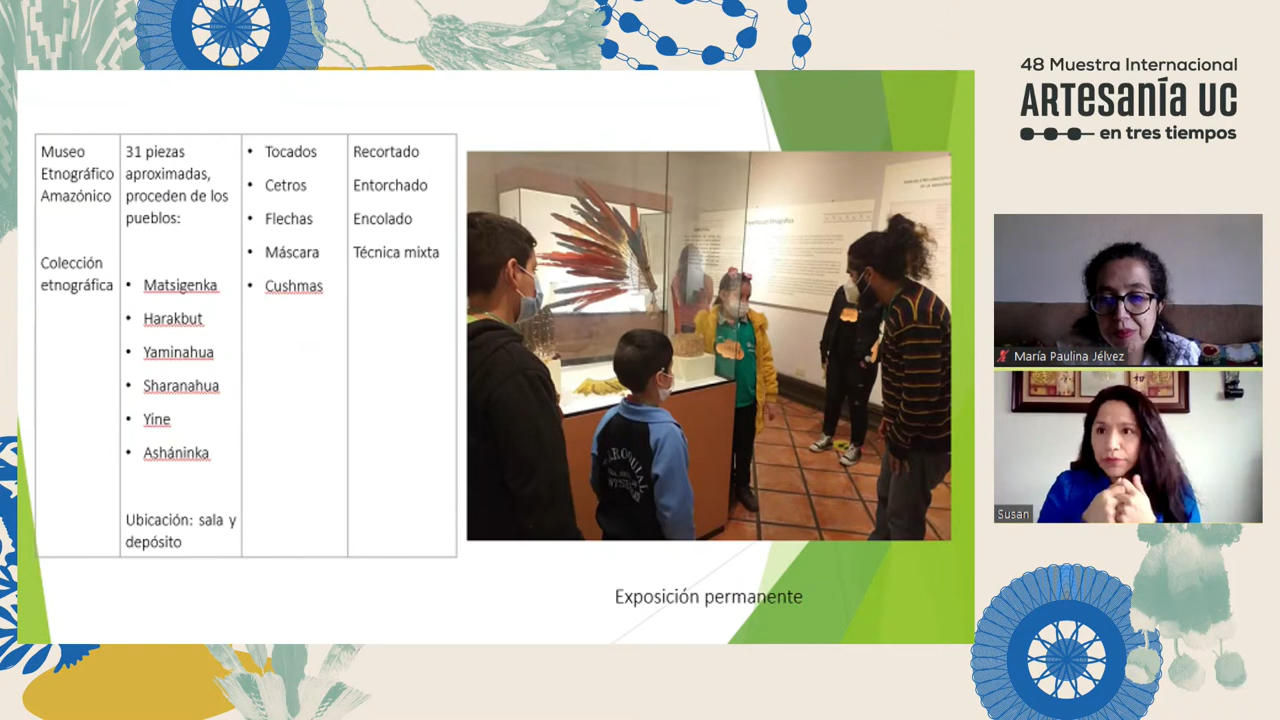 48 Muestra Internacional
ARTesanía UC
en tres tiempos
Museo
Etnográfico
Amazónico
Colección
etnográfica
31 piezas
aproximadas,
proceden de los
pueblos:
• Matsigenka
• Harakbut
• Yaminahua
• Sharanahua
• Yine
• Asháninka
Ubicación: sala y
depósito
• Tocados
• Cetros
• Flechas
• Máscara
• Cushmas
Recortado
Entorchado
Encolado
Técnica mixta
Exposición permanente
María Paulina Jélvez
Susan